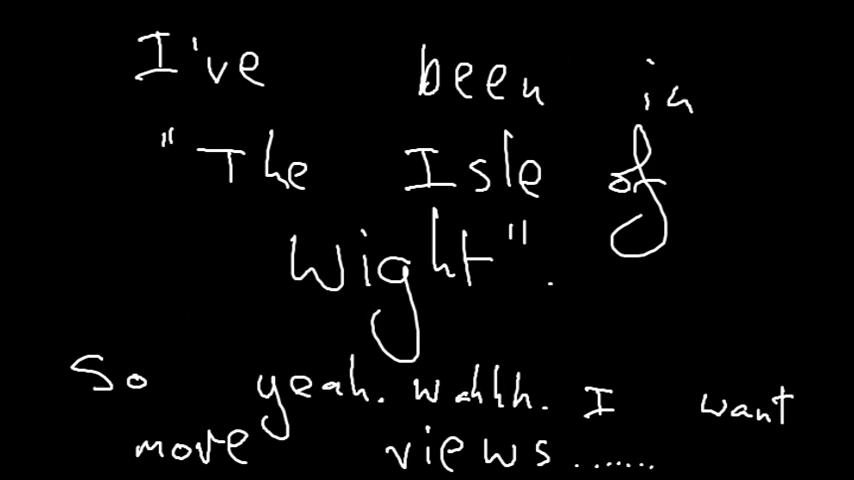 I've been in
"The Isle of
Wight".
So yeah. Wahhh. I want
more views.......